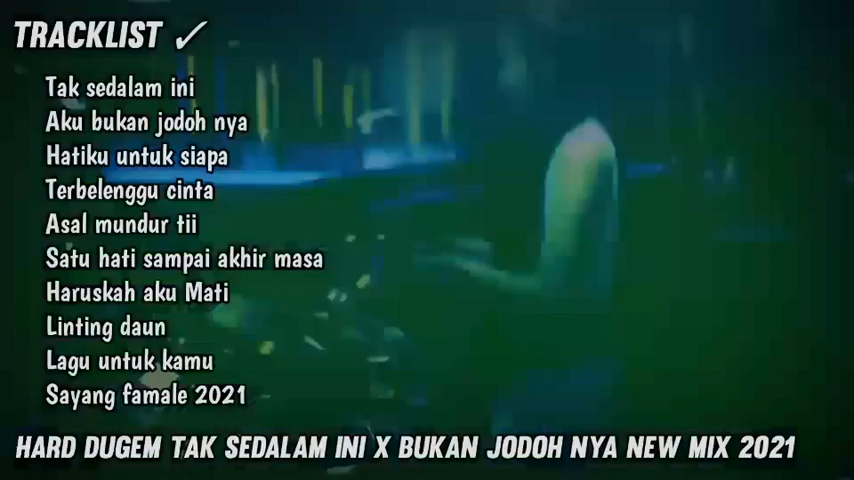 TRACKLIST ✓
Tak sedalam ini
Aku bukan jodoh nya
Hatiku untuk siapa
Terbelenggu cinta
Asal mundur tii
Satu hati sampai akhir masa
Haruskah aku Mati
Linting daun
Lagu untuk kamu
Sayang famale 2021
HARD DUGEM TAK SEDALAM INI X BUKAN JODOH NYA NEW MIX 2021